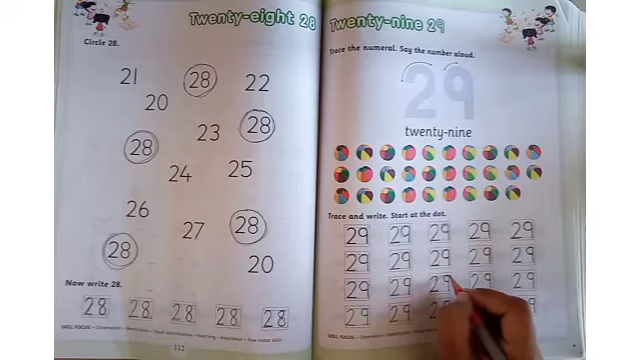 Twenty-eight 28
Circle 28.
21 28 22
20
23 28
28
24 25
26
27 28
28
20
Now write 28.
28 28 28 28 28
112
Twenty-nine 29
Trace the numeral. Say the number aloud.
29
twenty-nine
Trace and write. Start at the dot.
29 29 29 29 29
29 29 29 29 29
29 29 29 29 29
29 29